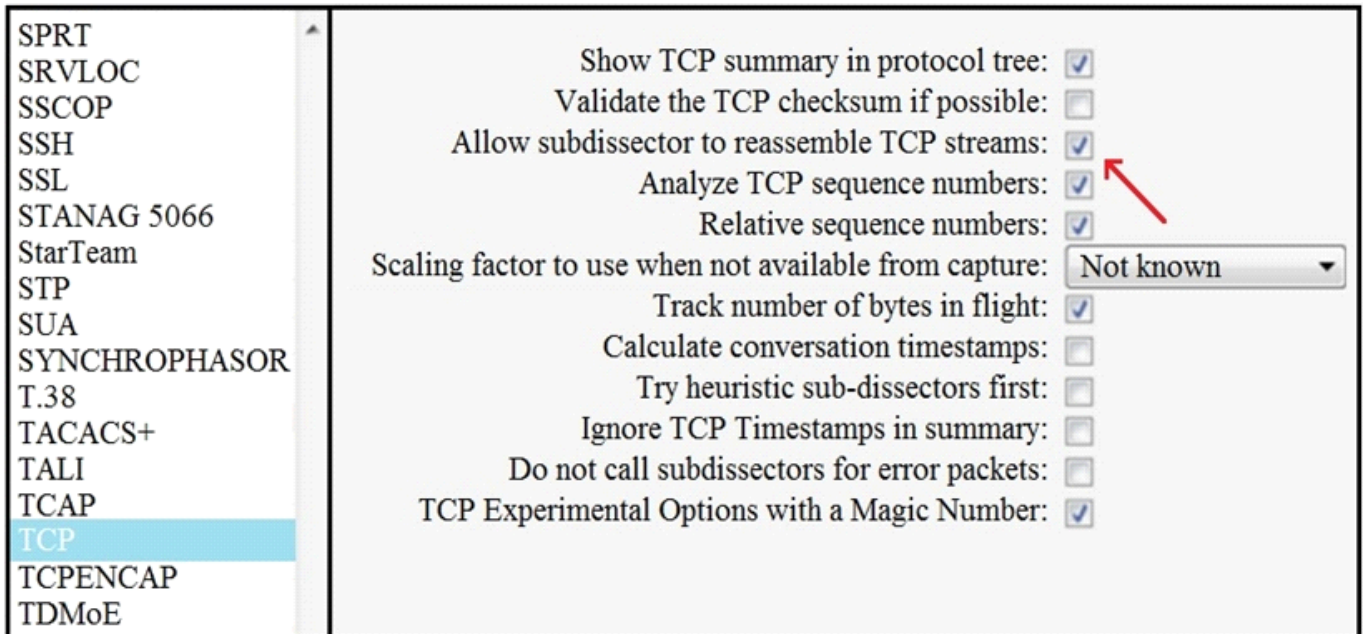 SPRT
SRVLOC
SSCOP
SSH
SSL
STANAG 5066
StarTeam
STP
SUA
SYNCHROPHASOR
T.38
TACACS+
TALI
TCAP
TCP
TCPENCAP
TDMoE
Show TCP summary in protocol tree:
Validate the TCP checksum if possible:
Allow subdissector to reassemble TCP streams:
Analyze TCP sequence numbers:
Relative sequence numbers:
Scaling factor to use when not available from capture: Not known
Track number of bytes in flight:
Calculate conversation timestamps:
Try heuristic sub-dissectors first:
Ignore TCP Timestamps in summary:
Do not call subdissectors for error packets:
TCP Experimental Options with a Magic Number: